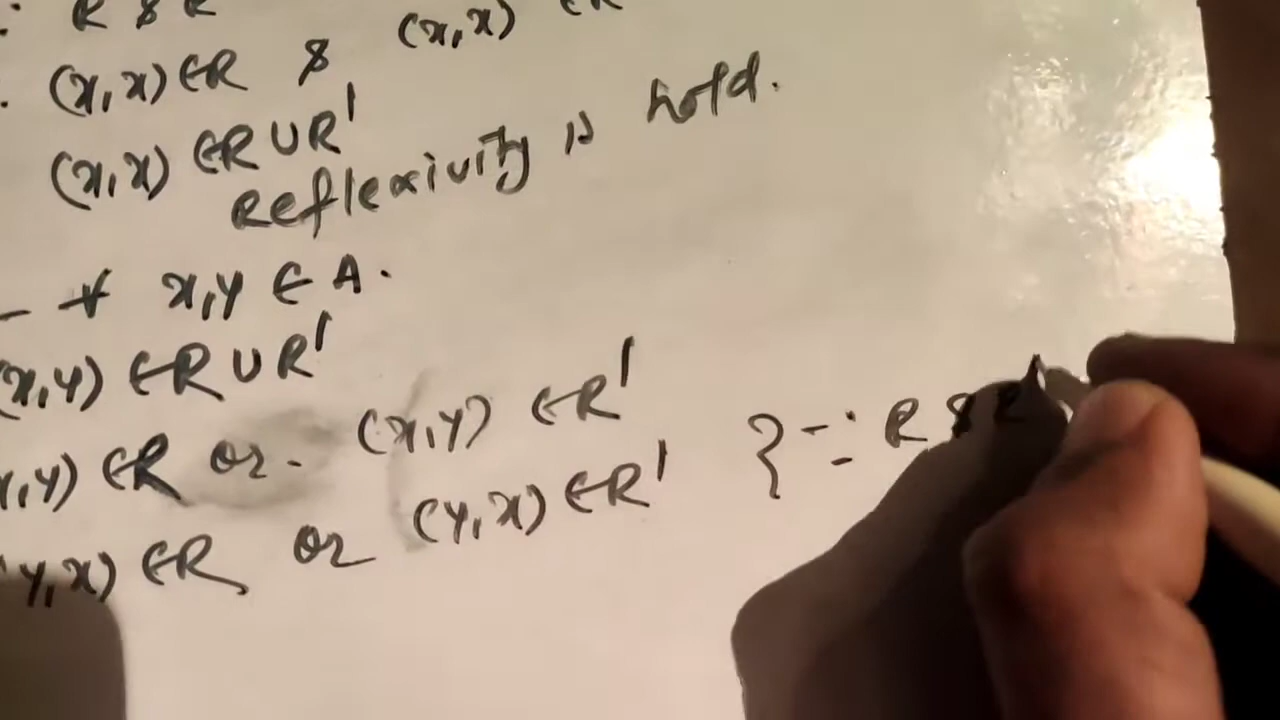 ∵ R & R
∴ (x,x) ∈R & (x,x) ∈R
(x,x) ∈R∪R'
Reflexivity is hold.
– ∀ x,y ∈ A.
(x,y) ∈R∪R'
(x,y) ∈R or (x,y) ∈R' } -∵ R & R'
(y,x) ∈R or (y,x) ∈R'